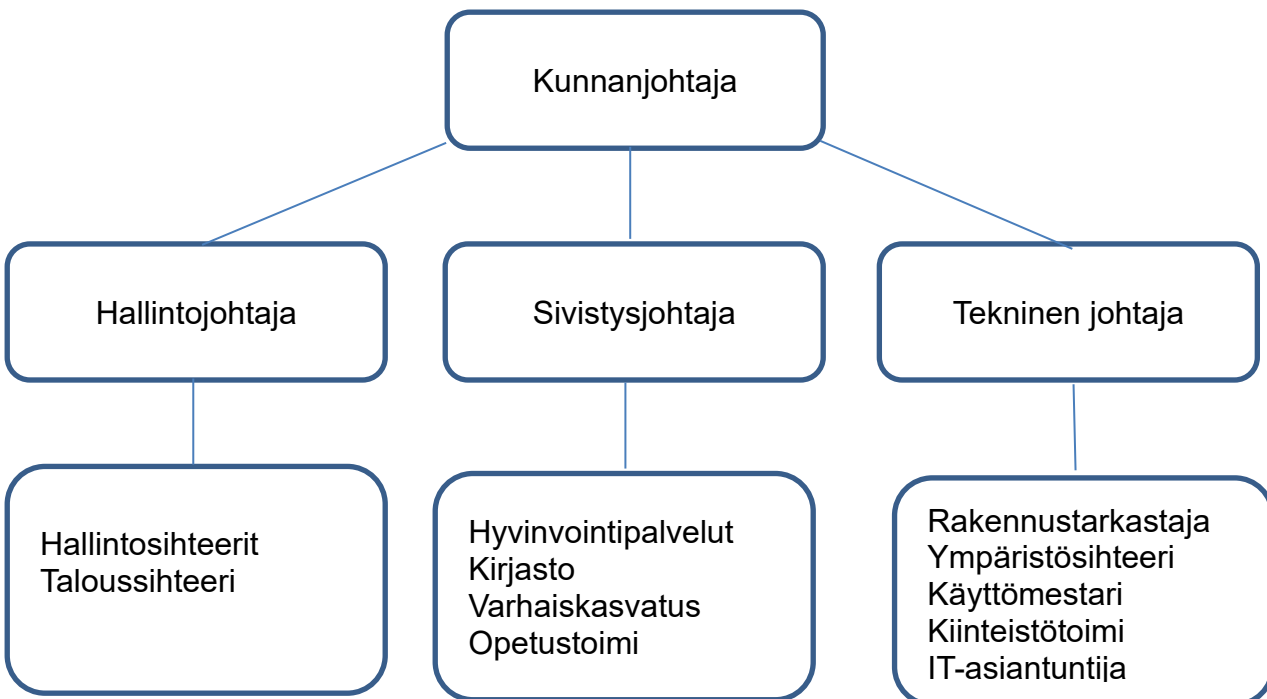 Kunnanjohtaja
Hallintojohtaja
Sivistysjohtaja
Tekninen johtaja
Hallintosihteerit
Taloussihteeri
Hyvinvointipalvelut
Kirjasto
Varhaiskasvatus
Opetustoimi
Rakennustarkastaja
Ympäristösihteeri
Käyttömestari
Kiinteistötoimi
IT-asiantuntija